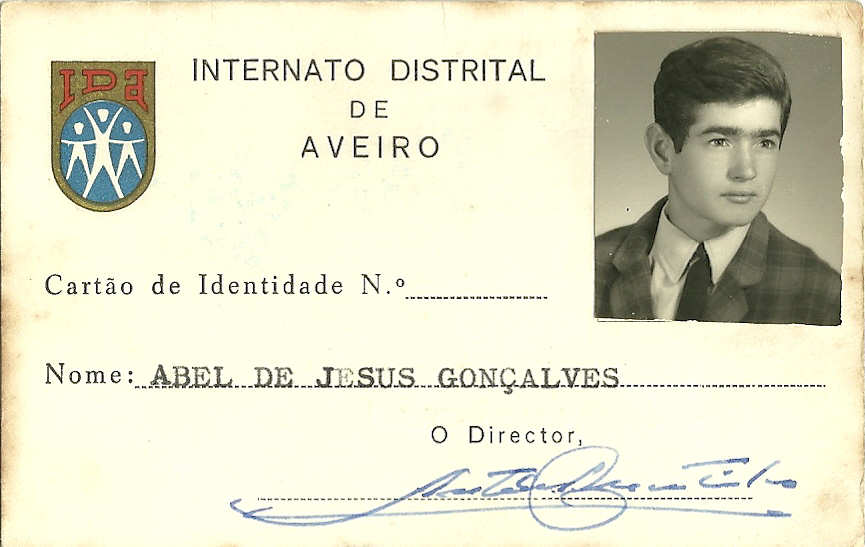 IDA
INTERNATO DISTRITAL
DE
AVEIRO
Cartão de Identidade N.º
Nome: ABEL DE JESUS GONÇALVES
O Director,